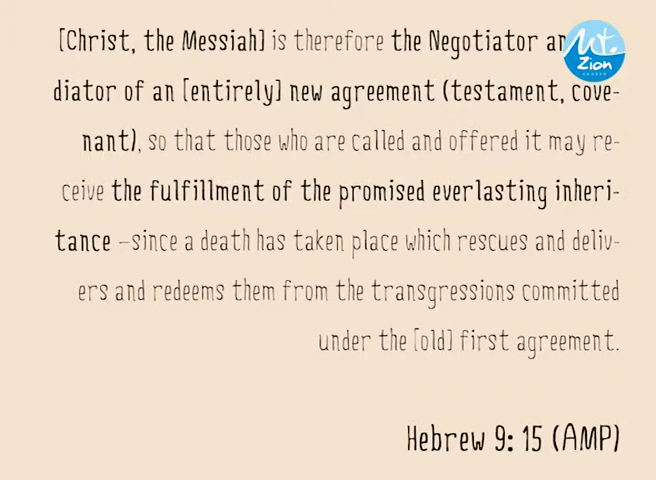 [Christ, the Messiah] is therefore the Negotiator an
diator of an [entirely] new agreement (testament, cove-
nant), so that those who are called and offered it may re-
ceive the fulfillment of the promised everlasting inheri-
tance –since a death has taken place which rescues and deliv-
ers and redeems them from the transgressions committed
under the [old] first agreement.
Hebrew 9: 15 (AMP)
Mt.
Zion
CHURCH